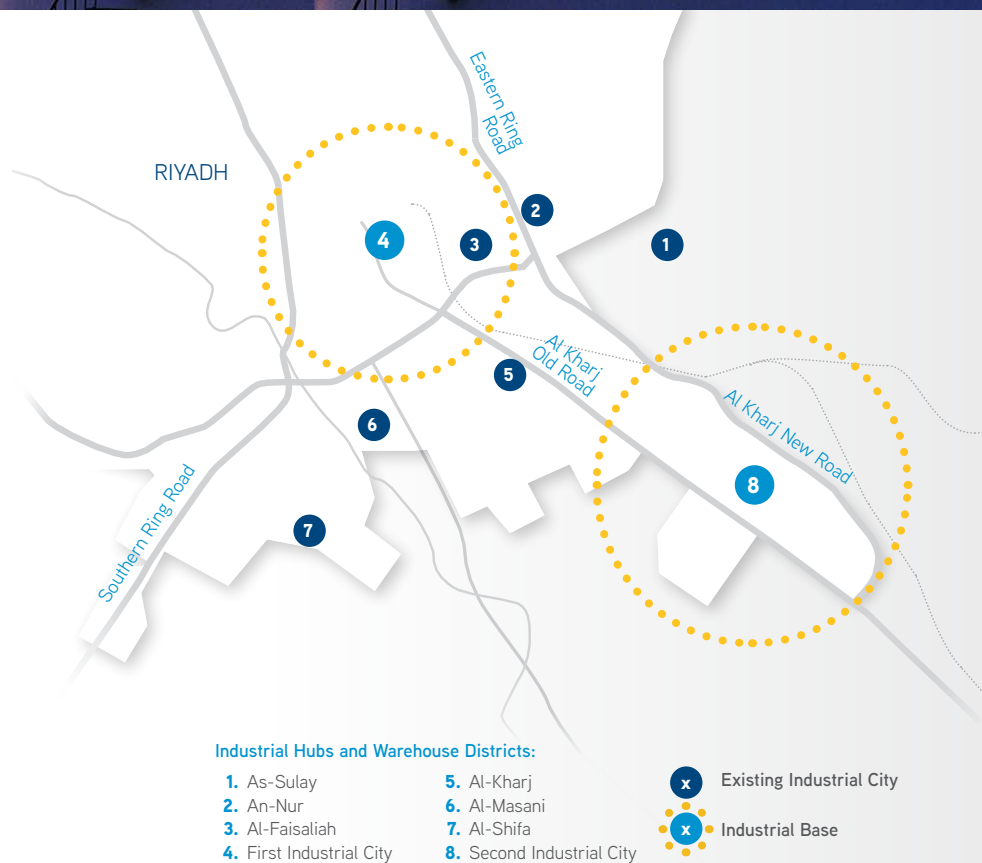 Eastern Ring
Road
RIYADH
2
4
3
1
Al Kharj
Old Road
5
Al Kharj New Road
6
8
Southern Ring Road
7
Industrial Hubs and Warehouse Districts:
1. As-Sulay
2. An-Nur
3. Al-Faisaliah
4. First Industrial City
5. Al-Kharj
6. Al-Masani
7. Al-Shifa
8. Second Industrial City
x Existing Industrial City
x Industrial Base